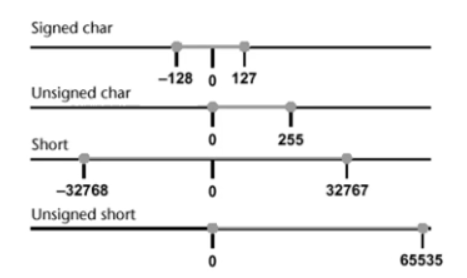 Signed char
–128 0 127
Unsigned char
0 255
Short
–32768 0 32767
Unsigned short
0 65535